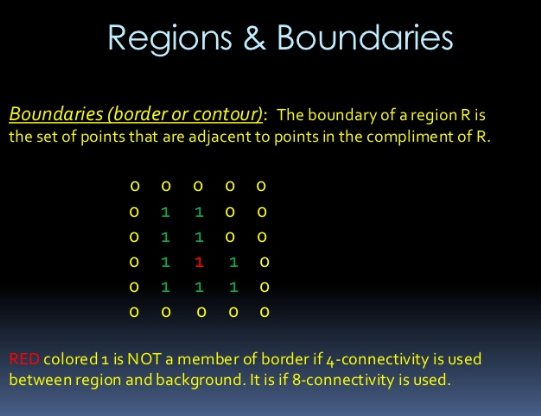 Regions & Boundaries
Boundaries (border or contour): The boundary of a region R is
the set of points that are adjacent to points in the compliment of R.
0 0 0 0 0
0 1 1 0 0
0 1 1 0 0
0 1 1 1 0
0 1 1 1 0
0 0 0 0 0
RED colored 1 is NOT a member of border if 4-connectivity is used
between region and background. It is if 8-connectivity is used.